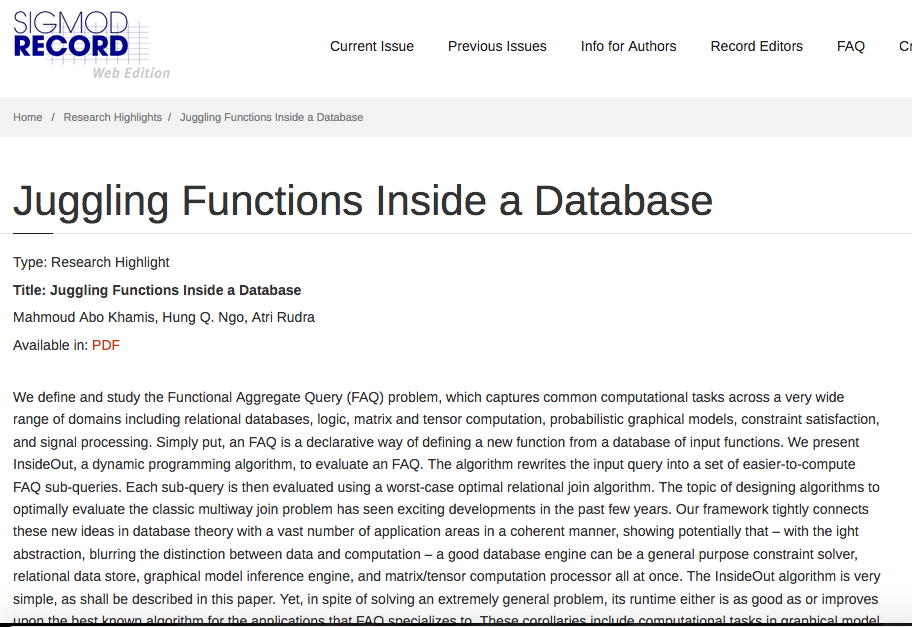 SIGMOD
RECORD
Web Edition
Current Issue Previous Issues Info for Authors Record Editors FAQ
Home / Research Highlights / Juggling Functions Inside a Database
Juggling Functions Inside a Database
Type: Research Highlight
Title: Juggling Functions Inside a Database
Mahmoud Abo Khamis, Hung Q. Ngo, Atri Rudra
Available in: PDF
We define and study the Functional Aggregate Query (FAQ) problem, which captures common computational tasks across a very wide
range of domains including relational databases, logic, matrix and tensor computation, probabilistic graphical models, constraint satisfaction,
and signal processing. Simply put, an FAQ is a declarative way of defining a new function from a database of input functions. We present
InsideOut, a dynamic programming algorithm, to evaluate an FAQ. The algorithm rewrites the input query into a set of easier-to-compute
FAQ sub-queries. Each sub-query is then evaluated using a worst-case optimal relational join algorithm. The topic of designing algorithms to
optimally evaluate the classic multiway join problem has seen exciting developments in the past few years. Our framework tightly connects
these new ideas in database theory with a vast number of application areas in a coherent manner, showing potentially that – with the ight
abstraction, blurring the distinction between data and computation – a good database engine can be a general purpose constraint solver,
relational data store, graphical model inference engine, and matrix/tensor computation processor all at once. The InsideOut algorithm is very
simple, as shall be described in this paper. Yet, in spite of solving an extremely general problem, its runtime either is as good as or improves
upon the best known algorithm for the applications that FAQ specializes to. These corollaries include computational tasks in graphical model